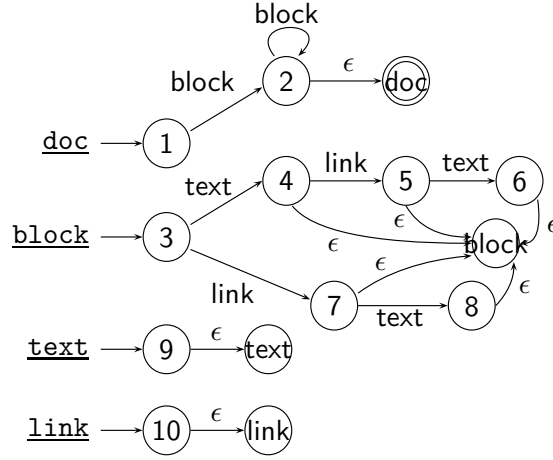 block
block 2 ϵ doc
doc 1
text 4 link 5 text 6
block 3 ϵ ϵ block ϵ
link 7 ϵ text 8 ϵ
text 9 ϵ text
link 10 ϵ link